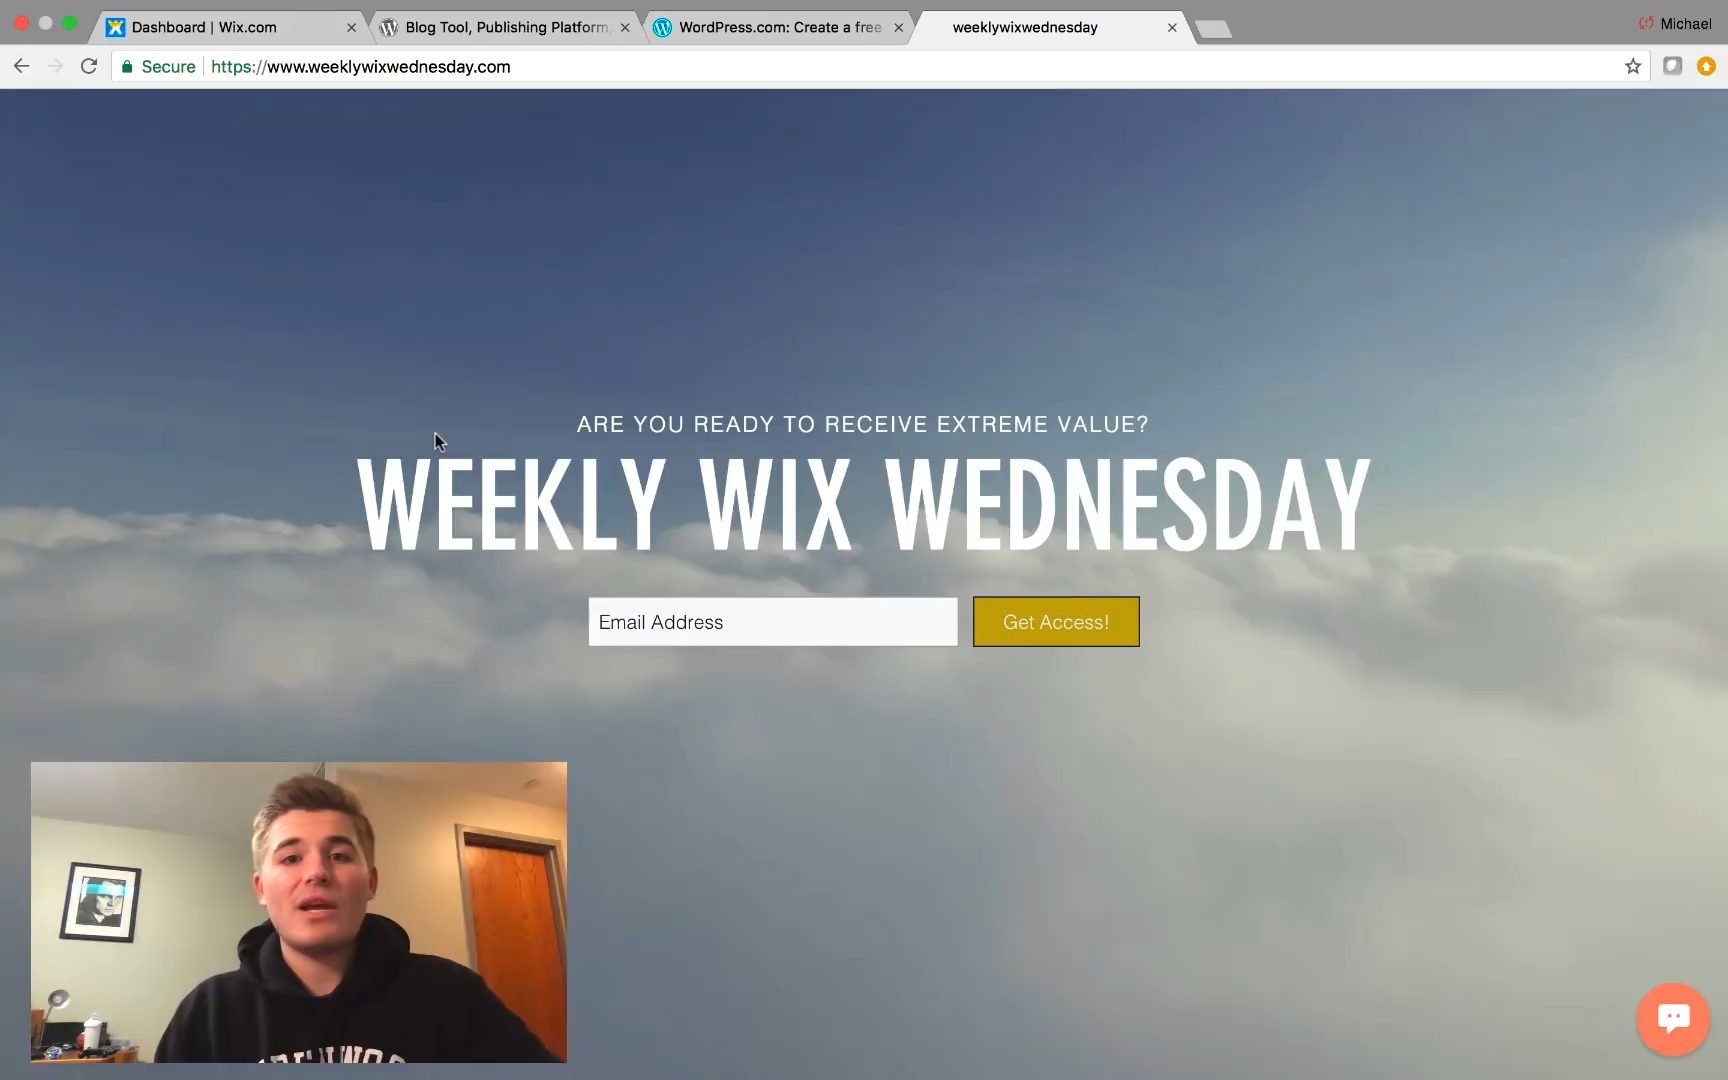 Dashboard | Wix.com
Blog Tool, Publishing Platform,
WordPress.com: Create a free
weeklywixwednesday
Michael
Secure
https://www.weeklywixwednesday.com
ARE YOU READY TO RECEIVE EXTREME VALUE?
WEEKLY WIX WEDNESDAY
Email Address
Get Access!